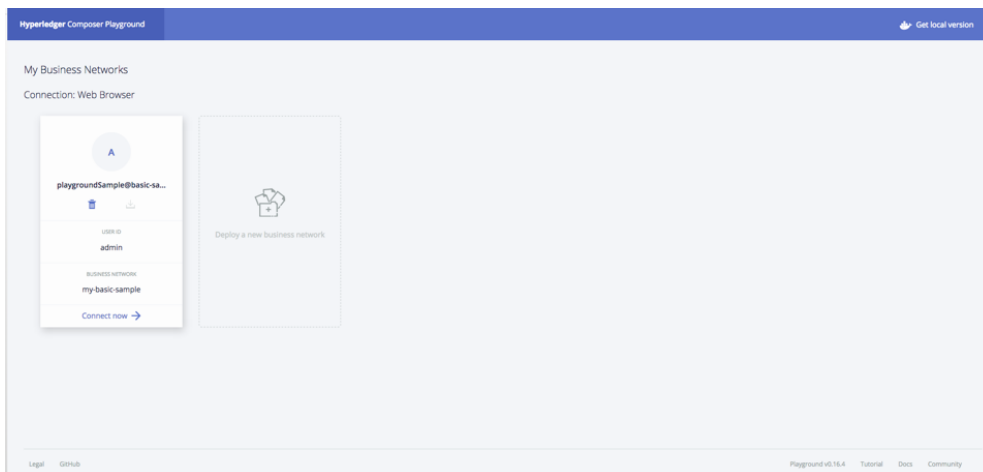 Hyperledger Composer Playground
Get local version
My Business Networks
Connection: Web Browser
A
playgroundSample@basic-sa...
USER ID
admin
BUSINESS NETWORK
my-basic-sample
Connect now
Deploy a new business network
Legal GitHub
Playground v0.16.4 Tutorial Docs Community